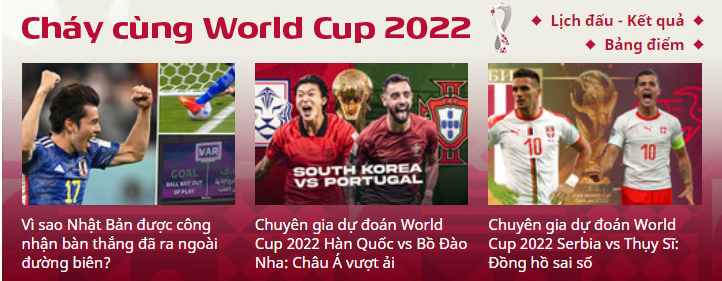 Cháy cùng World Cup 2022
Lịch đấu - Kết quả
Bảng điểm
17
VAR
GOAL
BALL NOT OUT
OF PLAY
SOUTH KOREA
VS PORTUGAL
10
10
Vì sao Nhật Bản được công
nhận bàn thắng đã ra ngoài
đường biên?
Chuyên gia dự đoán World
Cup 2022 Hàn Quốc vs Bồ Đào
Nha: Châu Á vượt ải
Chuyên gia dự đoán World
Cup 2022 Serbia vs Thụy Sĩ:
Đồng hồ sai số